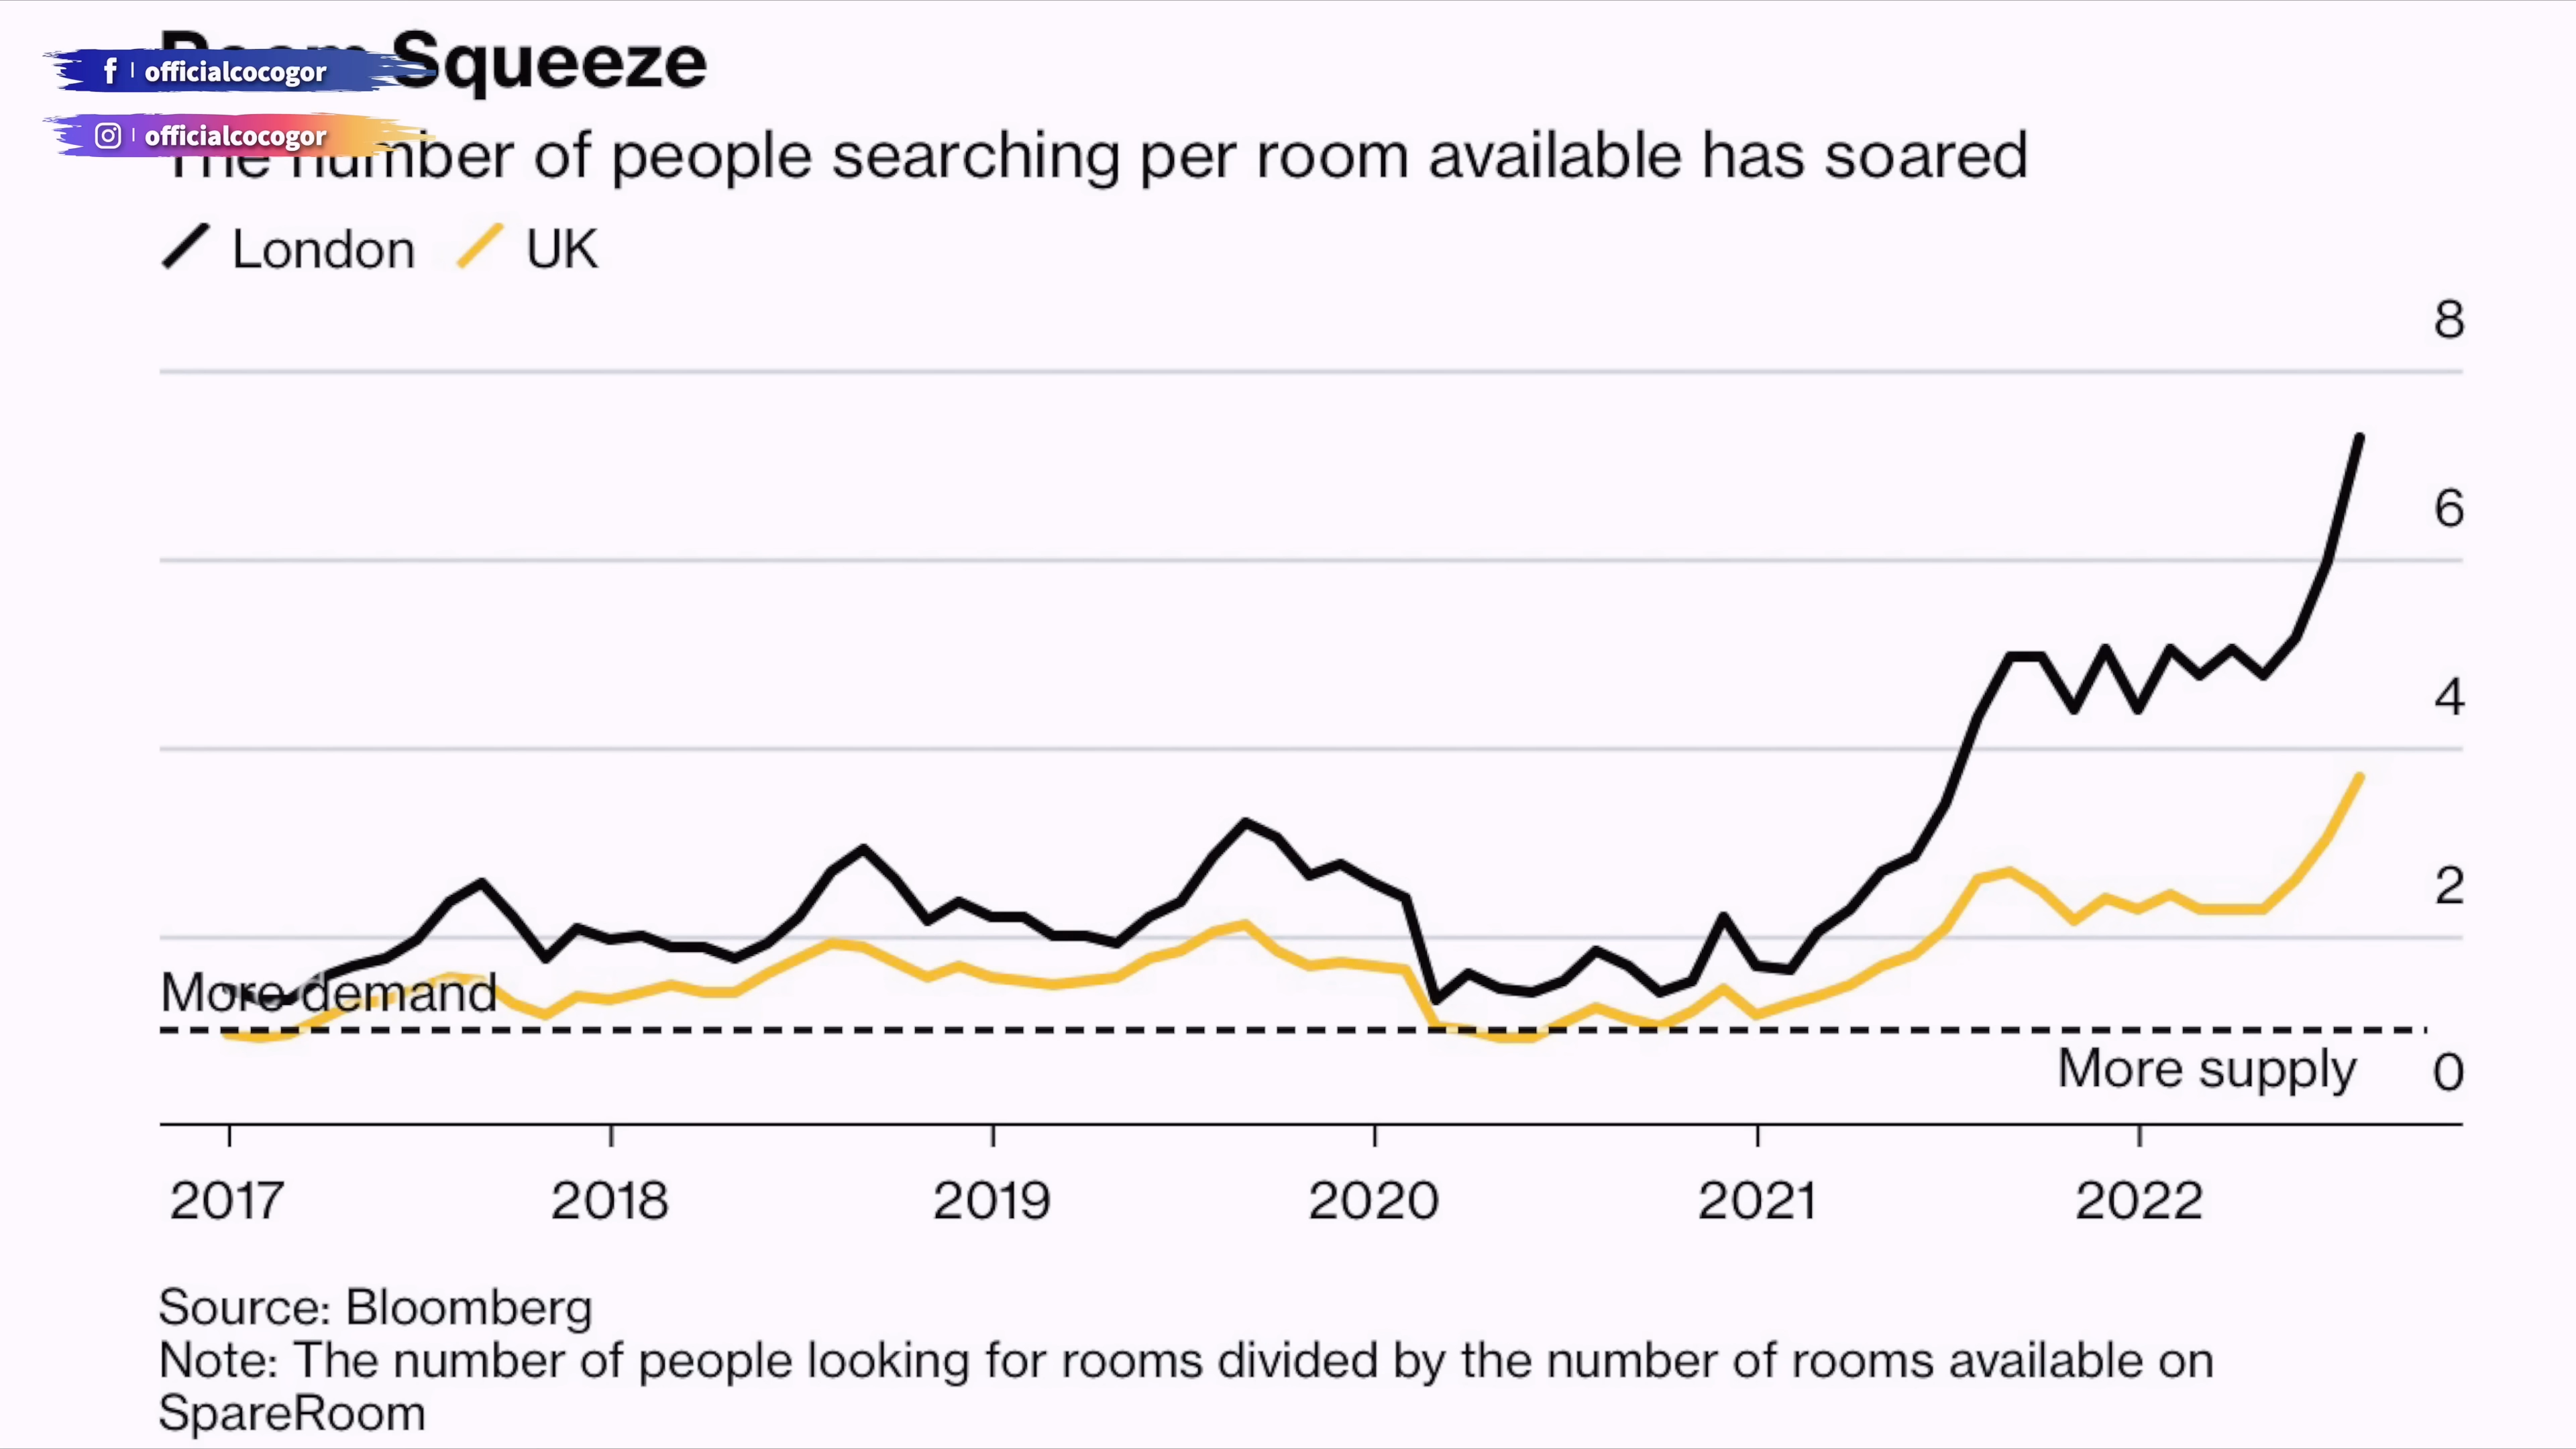 Squeeze
officialcocogor
officialcocogor
The number of people searching per room available has soared
London UK
8
6
4
2
More demand
More supply 0
2017 2018 2019 2020 2021 2022
Source: Bloomberg
Note: The number of people looking for rooms divided by the number of rooms available on
SpareRoom